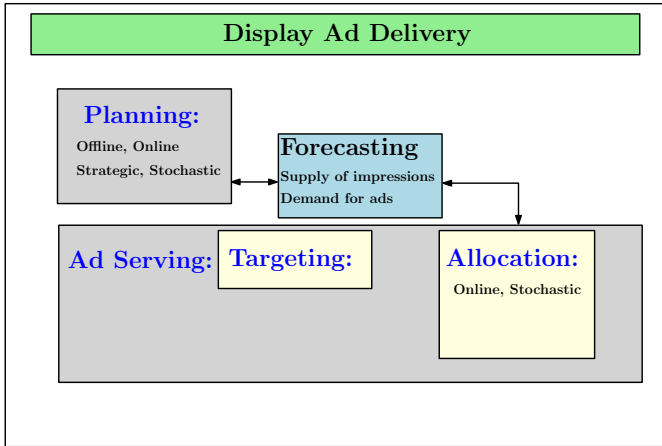 Display Ad Delivery
Planning:
Offline, Online
Strategic, Stochastic
Forecasting
Supply of impressions
Demand for ads
Ad Serving:
Targeting:
Allocation:
Online, Stochastic